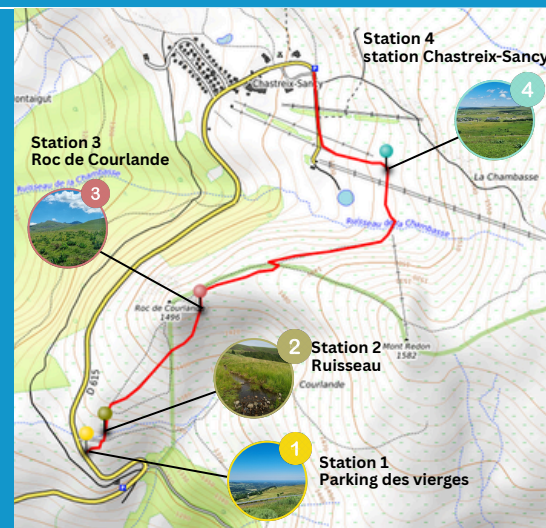 Station 4
station Chastreix-Sancy
4
Chastreix-Sancy
Montaigut
Station 3
Roc de Courlande
3
La Chambasse
Ruisseau de la Chambasse
Ruisseau de la Chambasse
Roc de Courlande
1496
Mont Redon
1582
2
Station 2
Ruisseau
Courlande
D 615
1
Station 1
Parking des vierges